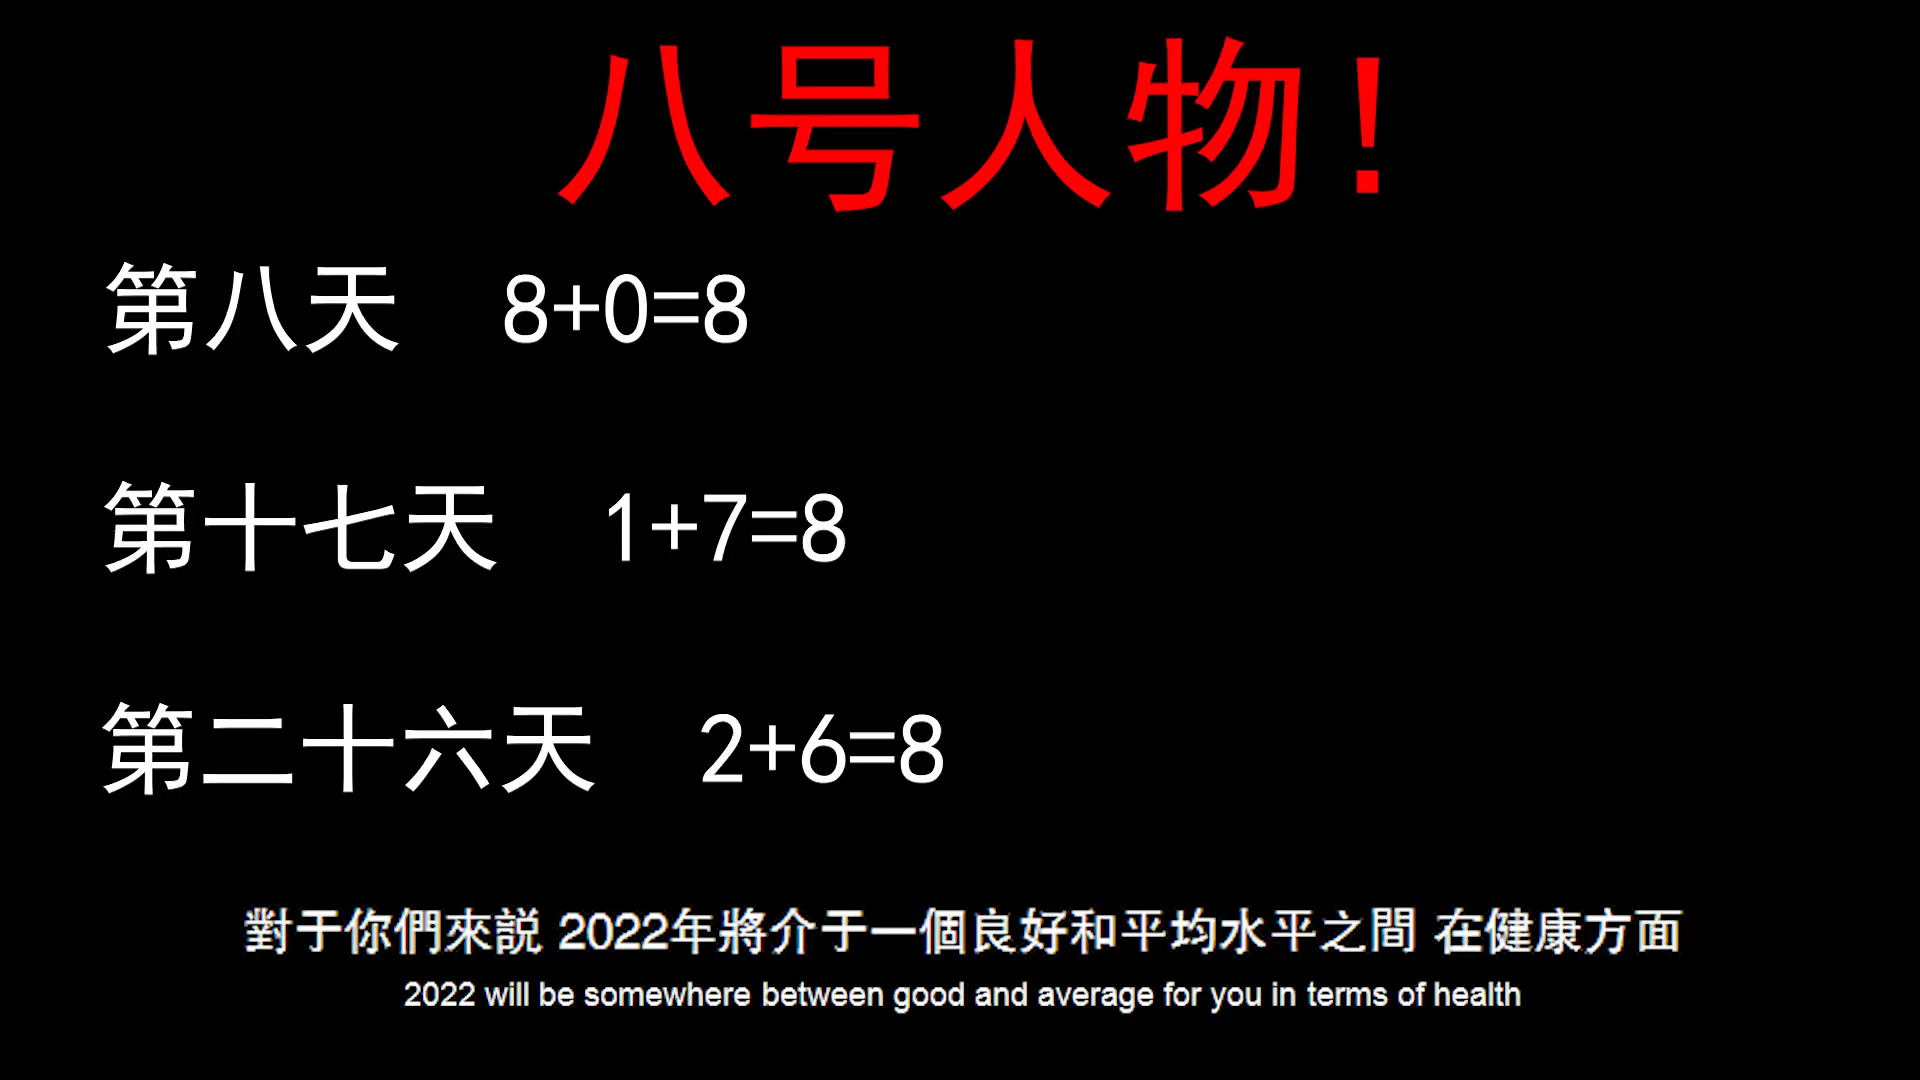 八号人物！
第八天 8+0=8
第十七天 1+7=8
第二十六天 2+6=8
對于你們來説 2022年將介于一個良好和平均水平之間 在健康方面
2022 will be somewhere between good and average for you in terms of health